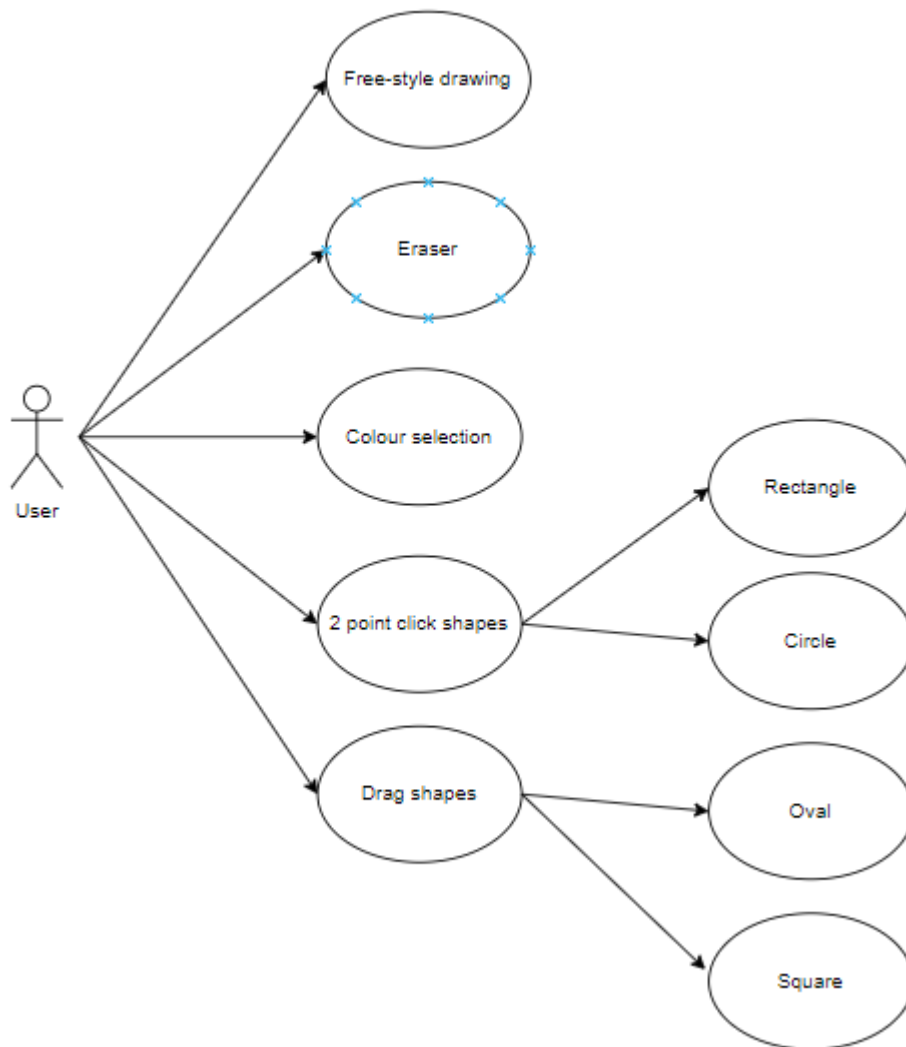 Free-style drawing
Eraser
Colour selection
User
Rectangle
2 point click shapes
Circle
Drag shapes
Oval
Square